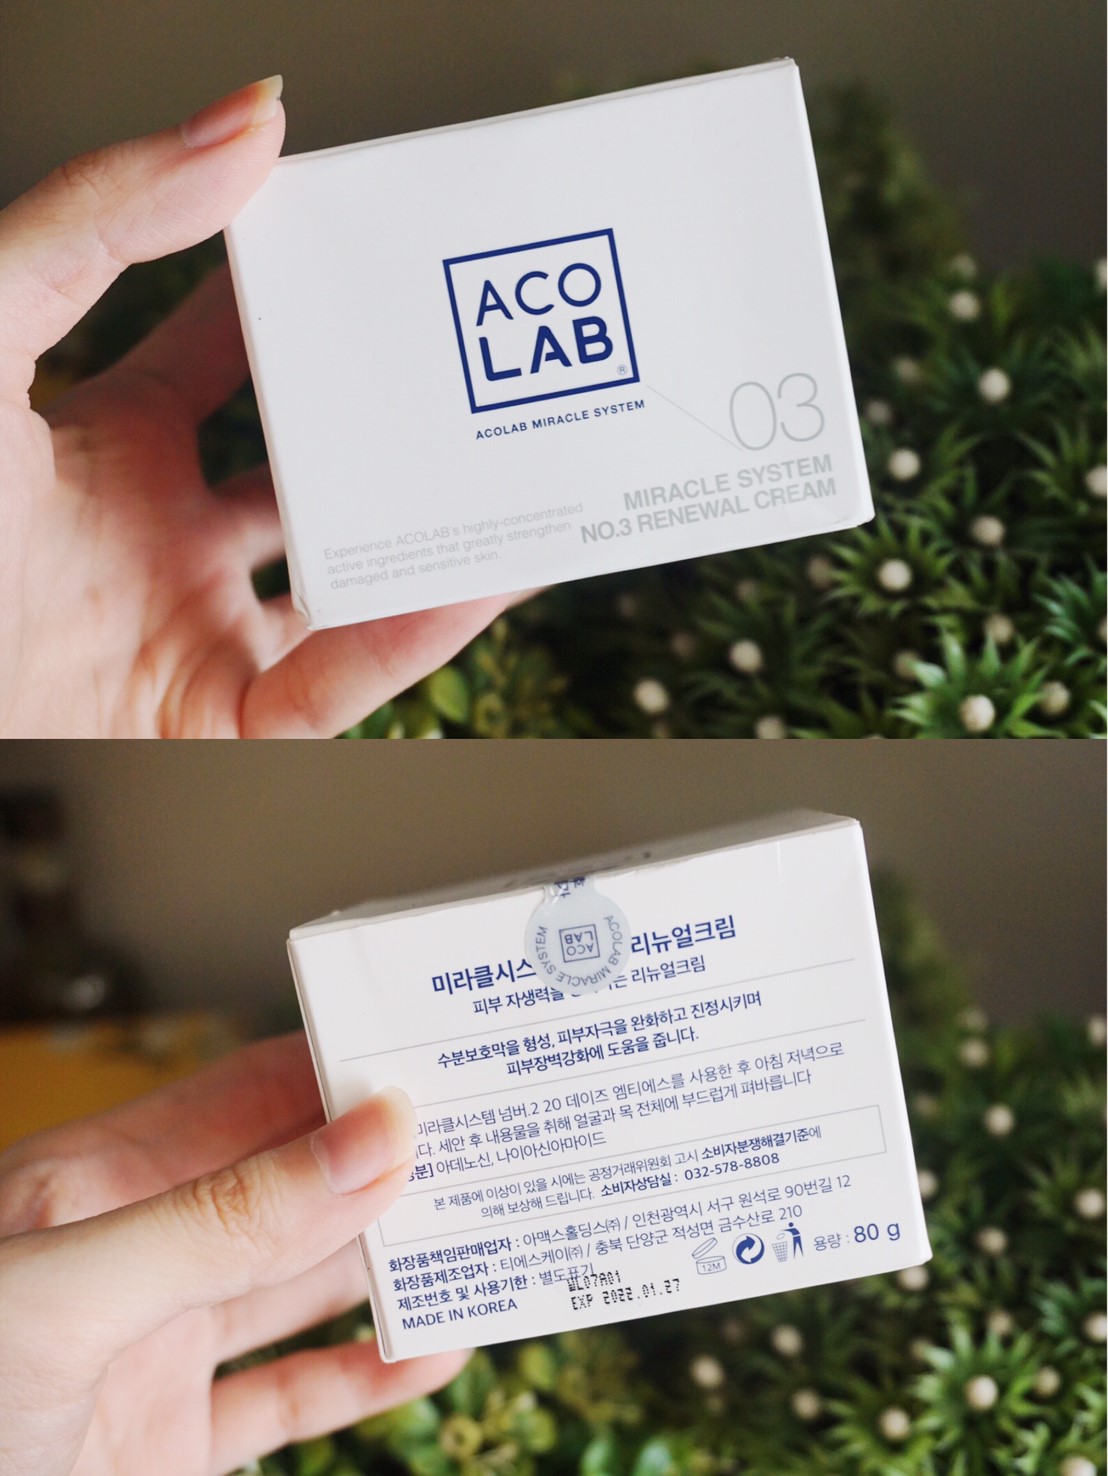 ACO
LAB
®
ACOLAB MIRACLE SYSTEM
03
MIRACLE SYSTEM
NO.3 RENEWAL CREAM
Experience ACOLAB's highly-concentrated
active ingredients that greatly strengthen
damaged and sensitive skin.
ACOLAB MIRACLE SYSTEM
ACO
LAB
미라클시스 리뉴얼크림
피부 자생력을 는 리뉴얼크림
수분보호막을 형성, 피부자극을 완화하고 진정시키며
피부장벽강화에 도움을 줍니다.
미라클시스템 넘버.2 20 데이즈 엠티에스를 사용한 후 아침 저녁으로
다. 세안 후 내용물을 취해 얼굴과 목 전체에 부드럽게 펴바릅니다
성분] 아데노신, 나이아신아마이드
본 제품에 이상이 있을 시에는 공정거래위원회 고시 소비자분쟁해결기준에
의해 보상해 드립니다. 소비자상담실 : 032-578-8808
화장품책임판매업자 : 아맥스홀딩스㈜ / 인천광역시 서구 원석로 90번길 12
화장품제조업자 : 티에스케이㈜ / 충북 단양군 적성면 금수산로 210
제조번호 및 사용기한 : 별도표기
WL07A01
MADE IN KOREA
EXP 2022.01.27
12M
용량 : 80 g